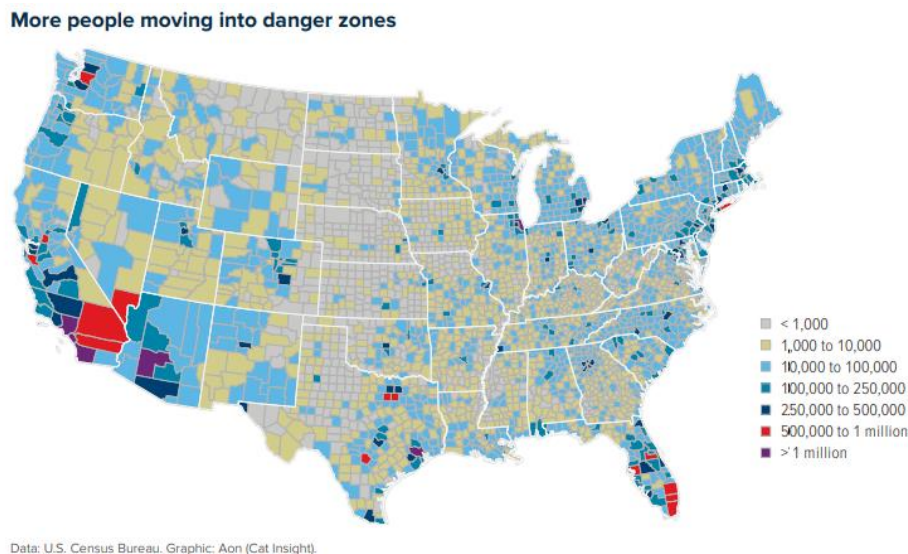 More people moving into danger zones
< 1,000
1,000 to 10,000
10,000 to 100,000
100,000 to 250,000
250,000 to 500,000
500,000 to 1 million
> 1 million
Data: U.S. Census Bureau. Graphic: Aon (Cat Insight).